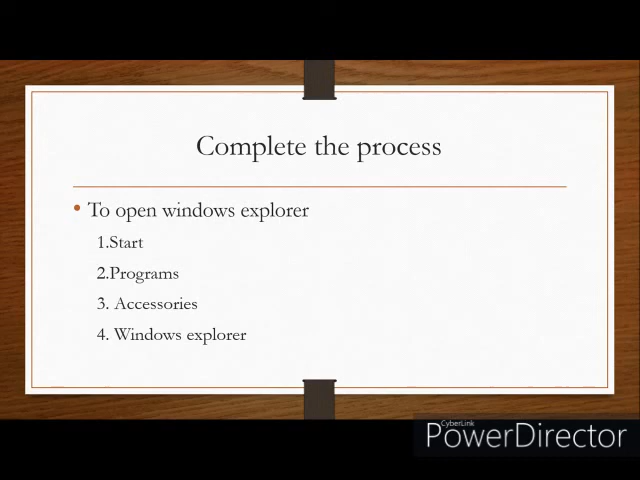 Complete the process
• To open windows explorer
1.Start
2.Programs
3. Accessories
4. Windows explorer
CyberLink
PowerDirector